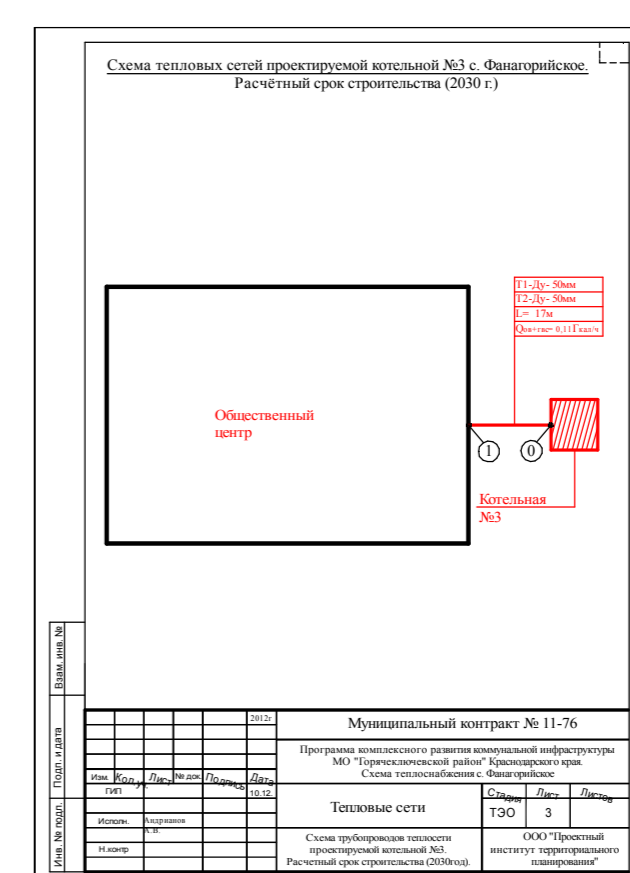 Схема тепловых сетей проектируемой котельной №3 с. Фанагорийское.
Расчётный срок строительства (2030 г.)
Т1-Ду- 50мм
Т2-Ду- 50мм
L= 17м
Qов+гвс= 0,11Гкал/ч
Общественный
центр
1
0
Котельная
№3
Взам. инв. №
Подп. и дата
Инв. № подл.
2012г
Муниципальный контракт № 11-76
Программа комплексного развития коммунальной инфраструктуры
МО "Горячеключевской район" Краснодарского края.
Схема теплоснабжения с. Фанагорийское
Изм. Кол.уч. Лист № док. Подпись Дата
ГИП 10.12.
Тепловые сети
Стадия Лист Листов
ТЭО 3
Исполн. Андрианов
А.В.
Н.контр
Схема трубопроводов теплосети
проектируемой котельной №3.
Расчетный срок строительства (2030год).
ООО "Проектный
институт территориального
планирования"